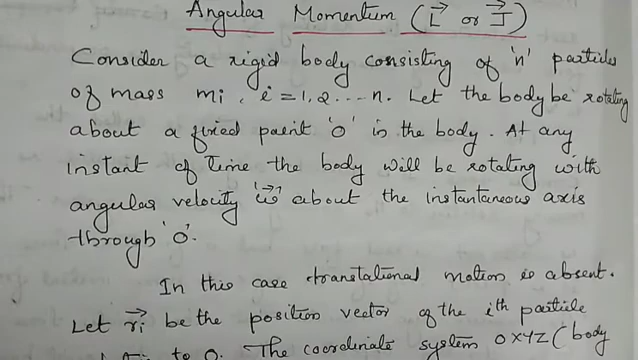 Angular Momentum (L⃗ or J⃗)
Consider a rigid body consisting of 'n' particles
of mass mi, i = 1, 2 ... n. Let the body be rotating
about a fixed point 'O' in the body. At any
instant of time the body will be rotating with
angular velocity 'ω⃗' about the instantaneous axis
through 'O'.
In this case translational motion is absent.
Let r⃗i be the position vector of the ith particle
to O. The coordinate system OXYZ (body